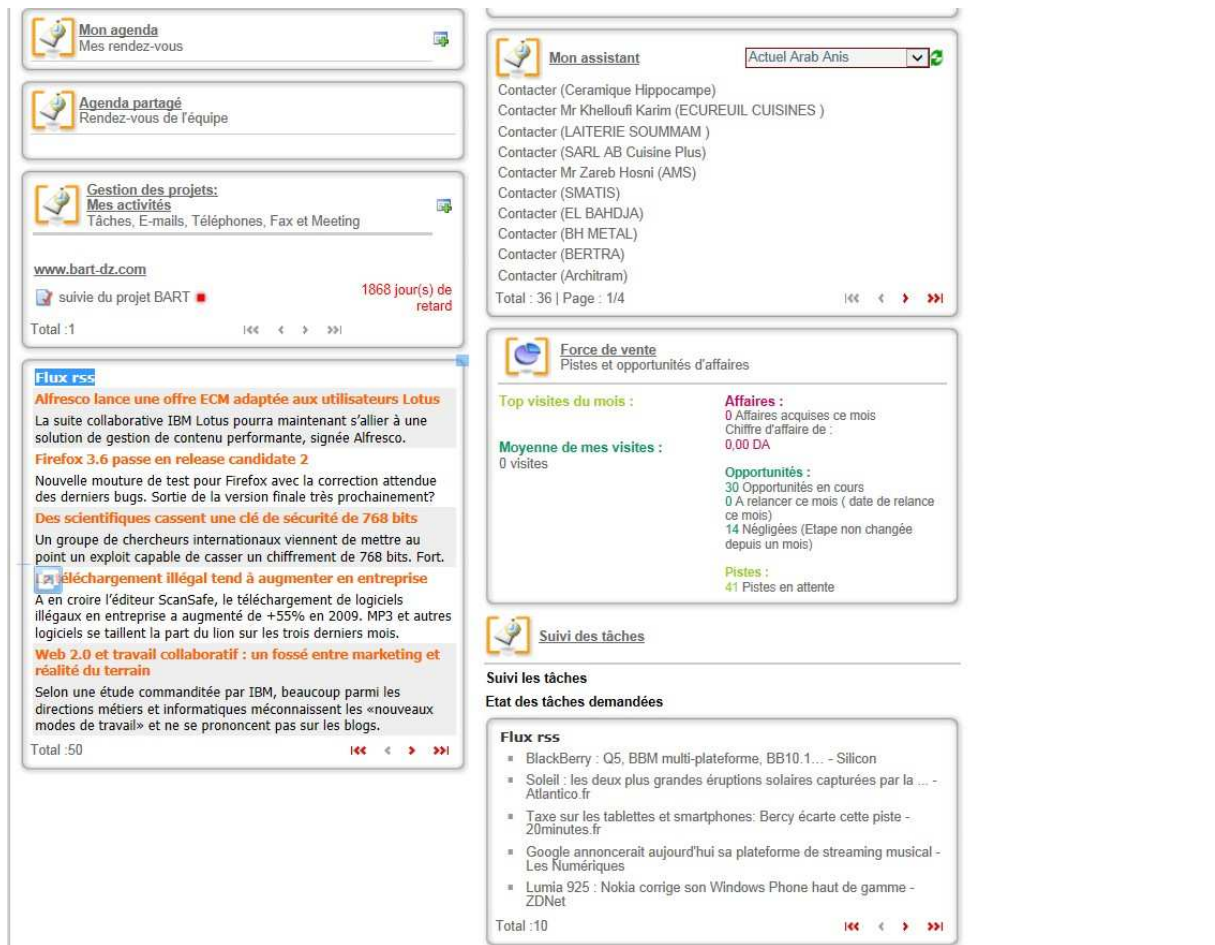 Mon agenda
Mes rendez-vous
Agenda partagé
Rendez-vous de l'équipe
Gestion des projets:
Mes activités
Tâches, E-mails, Téléphones, Fax et Meeting
www.bart-dz.com
suivie du projet BART
1868 jour(s) de
retard
Total :1
Flux rss
Alfresco lance une offre ECM adaptée aux utilisateurs Lotus
La suite collaborative IBM Lotus pourra maintenant s’allier à une
solution de gestion de contenu performante, signée Alfresco.
Firefox 3.6 passe en release candidate 2
Nouvelle mouture de test pour Firefox avec la correction attendue
des derniers bugs. Sortie de la version finale très prochainement?
Des scientifiques cassent une clé de sécurité de 768 bits
Un groupe de chercheurs internationaux viennent de mettre au
point un exploit capable de casser un chiffrement de 768 bits. Fort.
Le téléchargement illégal tend à augmenter en entreprise
A en croire l’éditeur ScanSafe, le téléchargement de logiciels
illégaux en entreprise a augmenté de +55% en 2009. MP3 et autres
logiciels se taillent la part du lion sur les trois derniers mois.
Web 2.0 et travail collaboratif : un fossé entre marketing et
réalité du terrain
Selon une étude commanditée par IBM, beaucoup parmi les
directions métiers et informatiques méconnaissent les «nouveaux
modes de travail» et ne se prononcent pas sur les blogs.
Total :50
Mon assistant
Actuel Arab Anis
Contacter (Ceramique Hippocampe)
Contacter Mr Khelloufi Karim (ECUREUIL CUISINES )
Contacter (LAITERIE SOUMMAM )
Contacter (SARL AB Cuisine Plus)
Contacter Mr Zareb Hosni (AMS)
Contacter (SMATIS)
Contacter (EL BAHDJA)
Contacter (BH METAL)
Contacter (BERTRA)
Contacter (Architram)
Total : 36 | Page : 1/4
Force de vente
Pistes et opportunités d'affaires
Top visites du mois :
Moyenne de mes visites :
0 visites
Affaires :
0 Affaires acquises ce mois
Chiffre d'affaire de :
0,00 DA
Opportunités :
30 Opportunités en cours
0 A relancer ce mois ( date de relance
ce mois)
14 Négligées (Etape non changée
depuis un mois)
Pistes :
41 Pistes en attente
Suivi des tâches
Suivi les tâches
Etat des tâches demandées
Flux rss
BlackBerry : Q5, BBM multi-plateforme, BB10.1... - Silicon
Soleil : les deux plus grandes éruptions solaires capturées par la ... -
Atlantico.fr
Taxe sur les tablettes et smartphones: Bercy écarte cette piste -
20minutes.fr
Google annoncerait aujourd'hui sa plateforme de streaming musical -
Les Numériques
Lumia 925 : Nokia corrige son Windows Phone haut de gamme -
ZDNet
Total :10